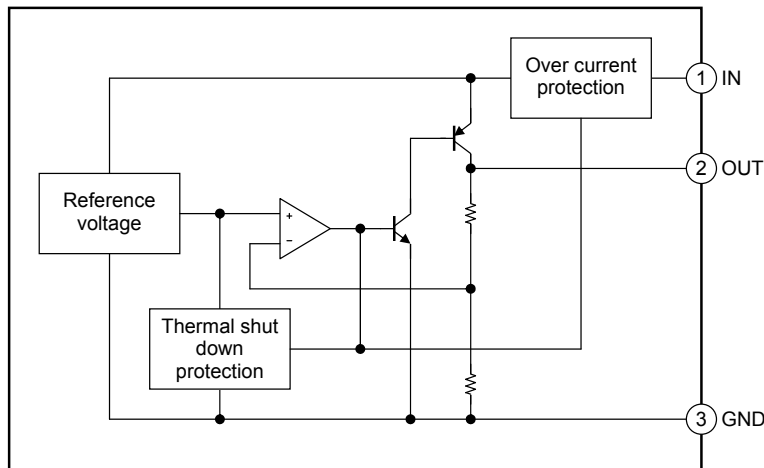 Over current
protection
1 IN
2 OUT
Reference
voltage
+
−
Thermal shut
down
protection
3 GND